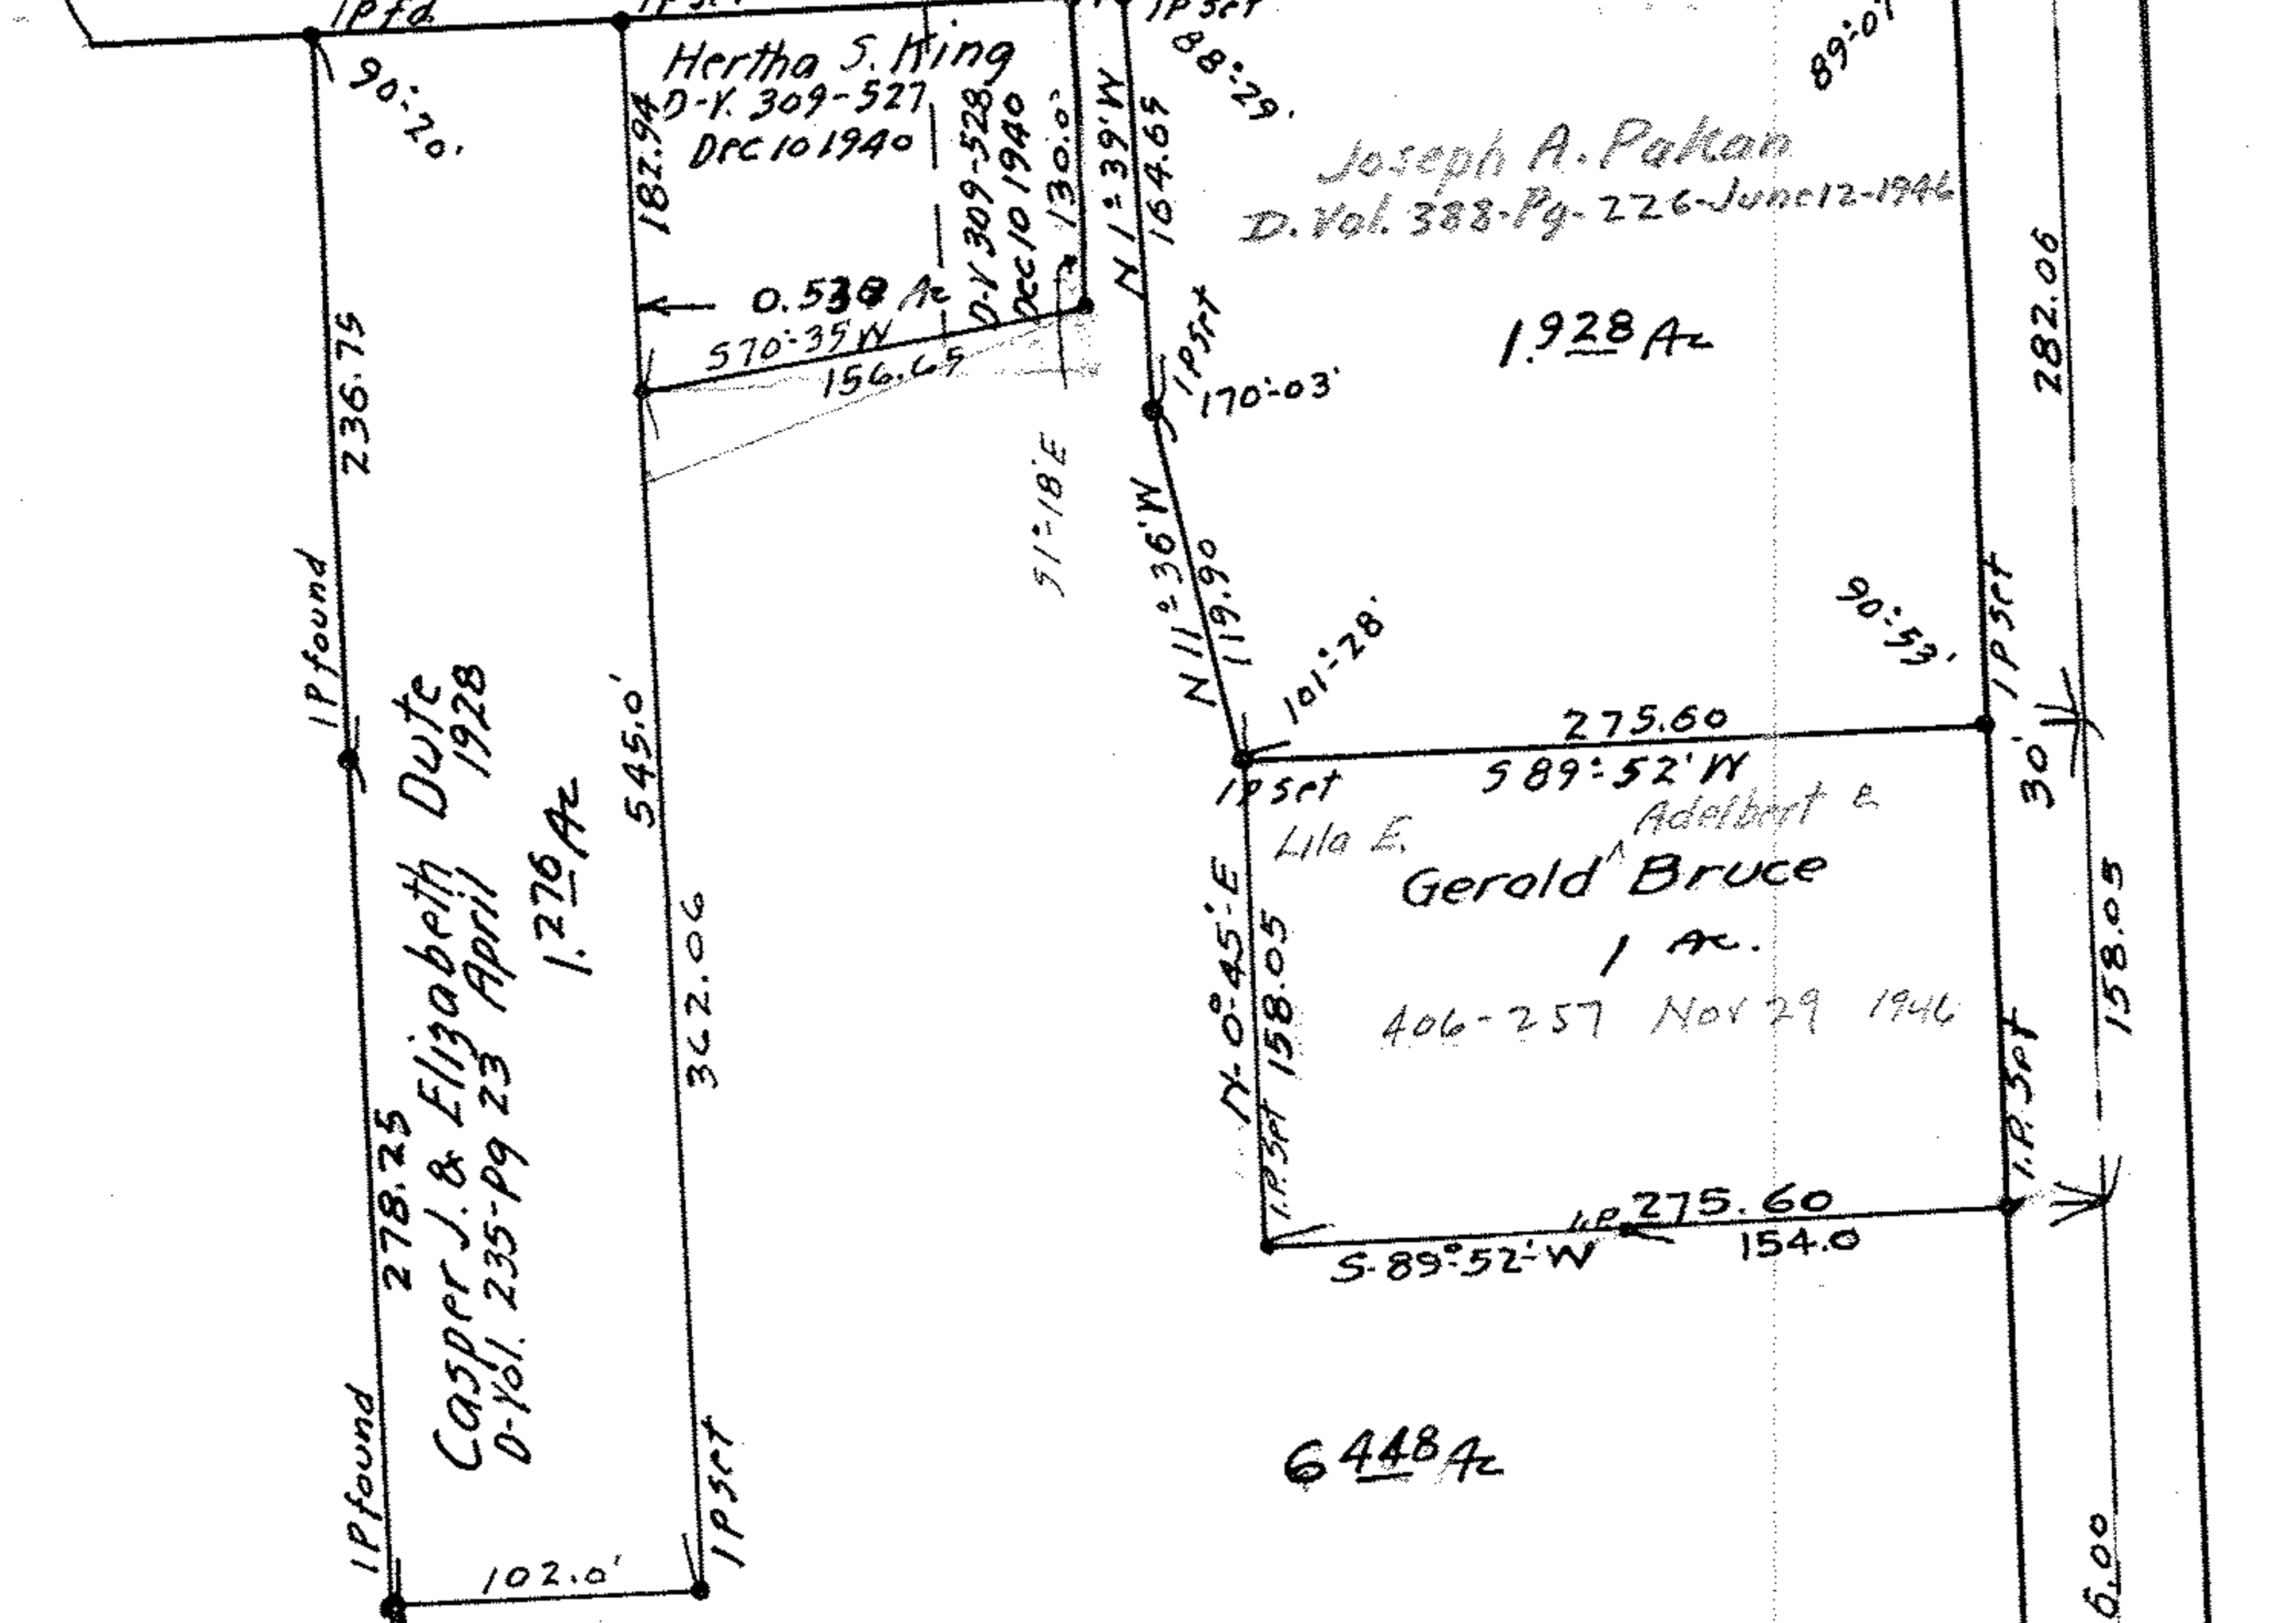 IP fd.
IP set
90°-20'
Hertha S. King
D-V. 309-527
Dec 10 1940
182.94
D-V 309-528
Dec 10 1940
130.0'
N 1°-39' W
164.65
88°-29'
89°-07'
Joseph A. Pakan
D. Vol. 388-Pg-226-June 12-1946
1.928 Ac
282.06
236.75
Ac
S70°-35'W
156.65
IP Set
170°-03'
S1°-18'E
N 11°-36' W
119.90
101°-28'
90°-53'
IP set
IP found
275.60
S 89°-52' W
30'
IP set
Lila E. Adelbert &
Gerald ^ Bruce
1 Ac.
406-257 Nov 29 1946
N-0°-45'-E
158.05
I.P. Set
158.05
I.P. Set
I.P. 275.60
S-89°-52'-W
154.0
Casper J. & Elizabeth Dute
D-Vol. 235-Pg 23 April 1928
1.276 Ac
545.0'
362.06
278.25
IP found
102.0'
IP set
6 448 Ac
6.00